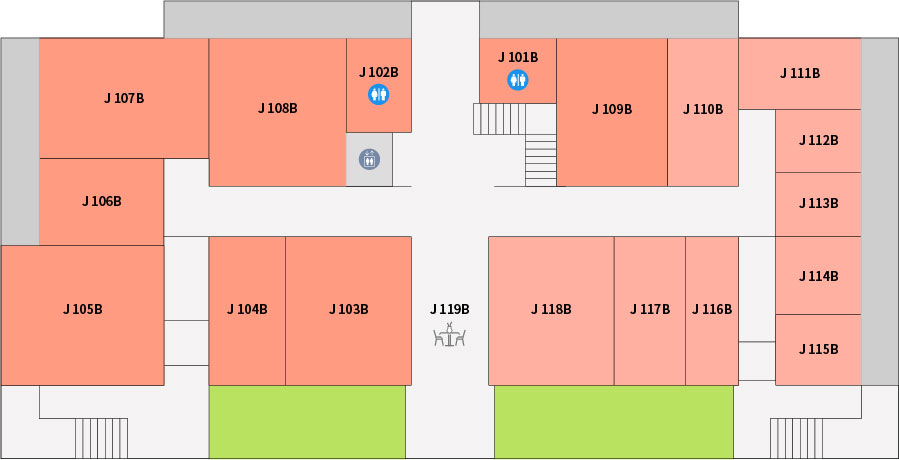 J 101B
J 102B
J 111B
J 107B
J 108B
J 109B
J 110B
J 112B
J 106B
J 113B
J 114B
J 105B
J 104B
J 103B
J 119B
J 118B
J 117B
J 116B
J 115B